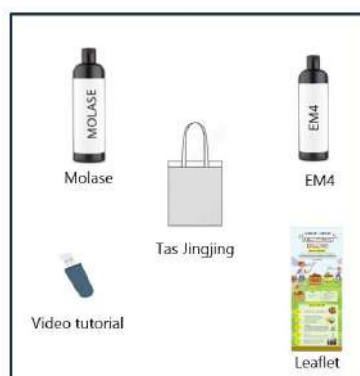 MOLASE
Molase
EM4
EM4
Tas Jingjing
Video tutorial
Leaflet